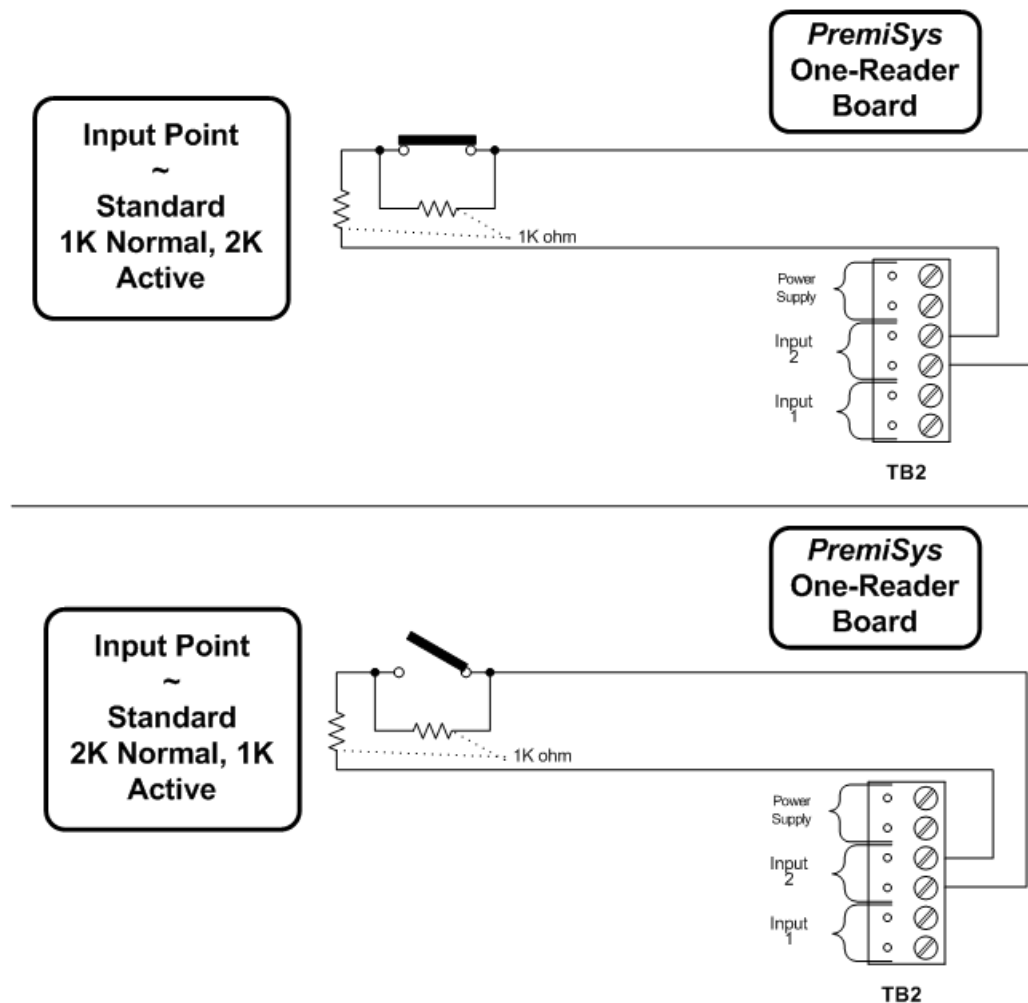 PremiSys
One-Reader
Board
Input Point
~
Standard
1K Normal, 2K
Active
1K ohm
Power
Supply
Input
2
Input
1
TB2
PremiSys
One-Reader
Board
Input Point
~
Standard
2K Normal, 1K
Active
1K ohm
Power
Supply
Input
2
Input
1
TB2